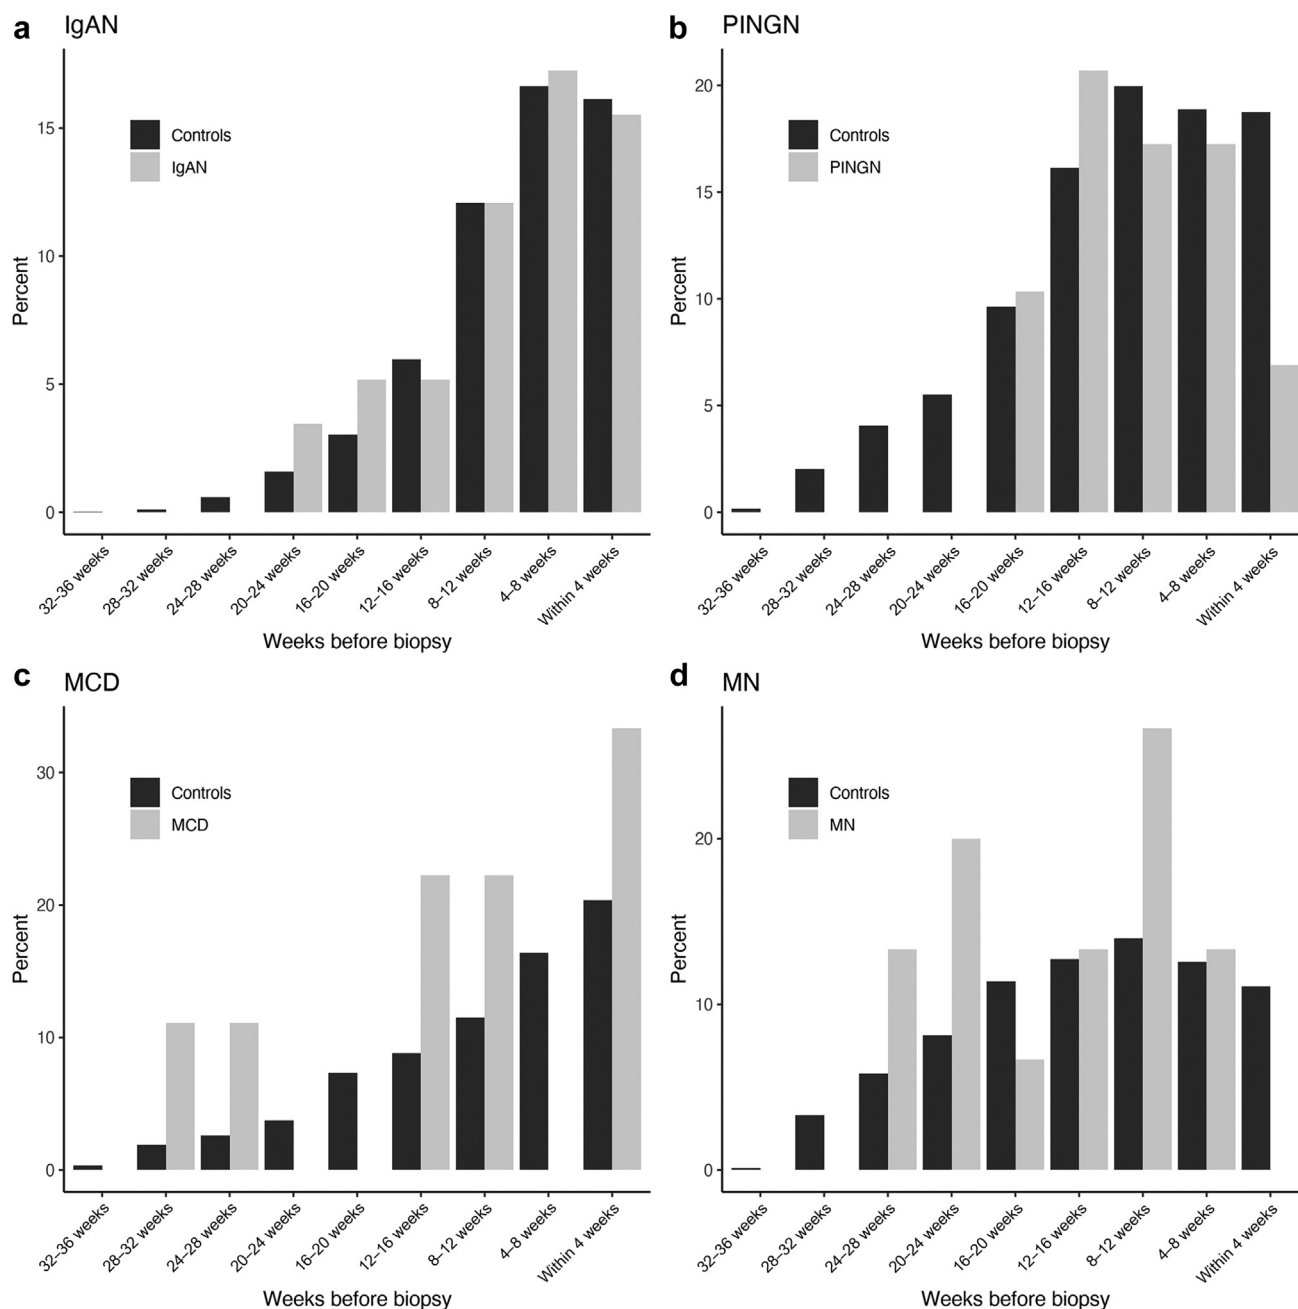 a IgAN
Controls
IgAN
Percent
15
10
5
0
32–36 weeks
28–32 weeks
24–28 weeks
20–24 weeks
16–20 weeks
12–16 weeks
8–12 weeks
4–8 weeks
Within 4 weeks
Weeks before biopsy
b PINGN
Controls
PINGN
Percent
20
15
10
5
0
32–36 weeks
28–32 weeks
24–28 weeks
20–24 weeks
16–20 weeks
12–16 weeks
8–12 weeks
4–8 weeks
Within 4 weeks
Weeks before biopsy
c MCD
Controls
MCD
Percent
30
20
10
0
32–36 weeks
28–32 weeks
24–28 weeks
20–24 weeks
16–20 weeks
12–16 weeks
8–12 weeks
4–8 weeks
Within 4 weeks
Weeks before biopsy
d MN
Controls
MN
Percent
20
10
0
32–36 weeks
28–32 weeks
24–28 weeks
20–24 weeks
16–20 weeks
12–16 weeks
8–12 weeks
4–8 weeks
Within 4 weeks
Weeks before biopsy